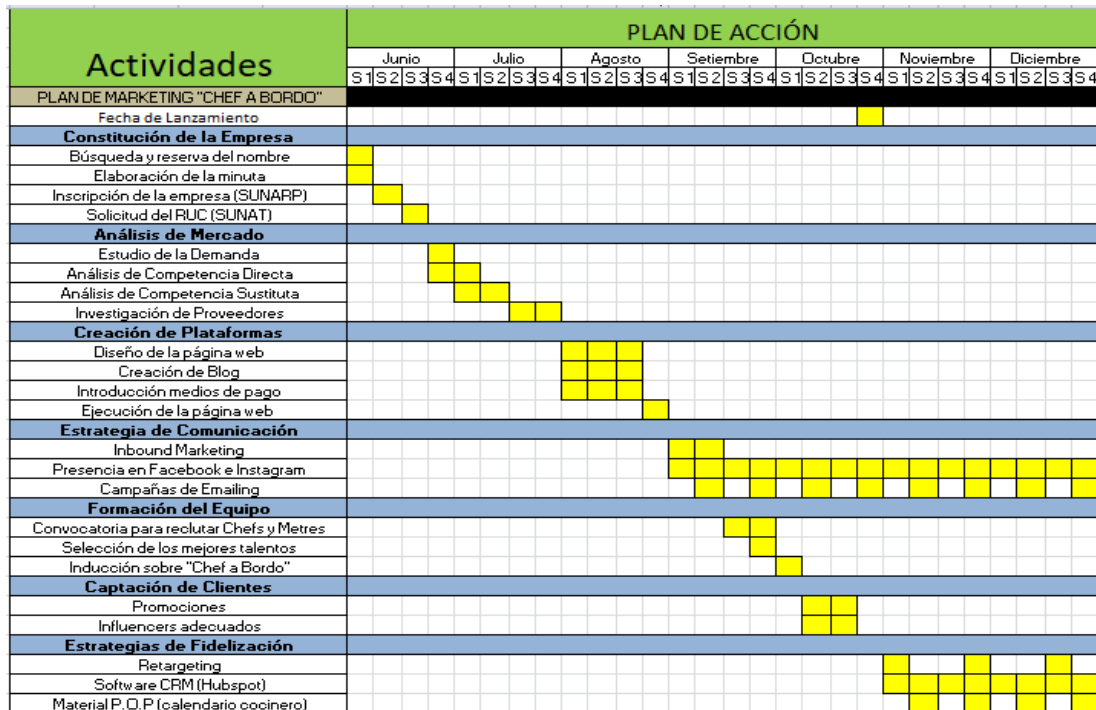 PLAN DE ACCIÓN
Actividades
Junio Julio Agosto Setiembre Octubre Noviembre Diciembre
S1 S2 S3 S4 S1 S2 S3 S4 S1 S2 S3 S4 S1 S2 S3 S4 S1 S2 S3 S4 S1 S2 S3 S4 S1 S2 S3 S4
PLAN DE MARKETING "CHEF A BORDO"
Fecha de Lanzamiento
Constitución de la Empresa
Búsqueda y reserva del nombre
Elaboración de la minuta
Inscripción de la empresa (SUNARP)
Solicitud del RUC (SUNAT)
Análisis de Mercado
Estudio de la Demanda
Análisis de Competencia Directa
Análisis de Competencia Sustituta
Investigación de Proveedores
Creación de Plataformas
Diseño de la página web
Creación de Blog
Introducción medios de pago
Ejecución de la página web
Estrategia de Comunicación
Inbound Marketing
Presencia en Facebook e Instagram
Campañas de Emailing
Formación del Equipo
Convocatoria para reclutar Chefs y Metres
Selección de los mejores talentos
Inducción sobre "Chef a Bordo"
Captación de Clientes
Promociones
Influencers adecuados
Estrategias de Fidelización
Retargeting
Software CRM (Hubspot)
Material P.O.P (calendario cocinero)